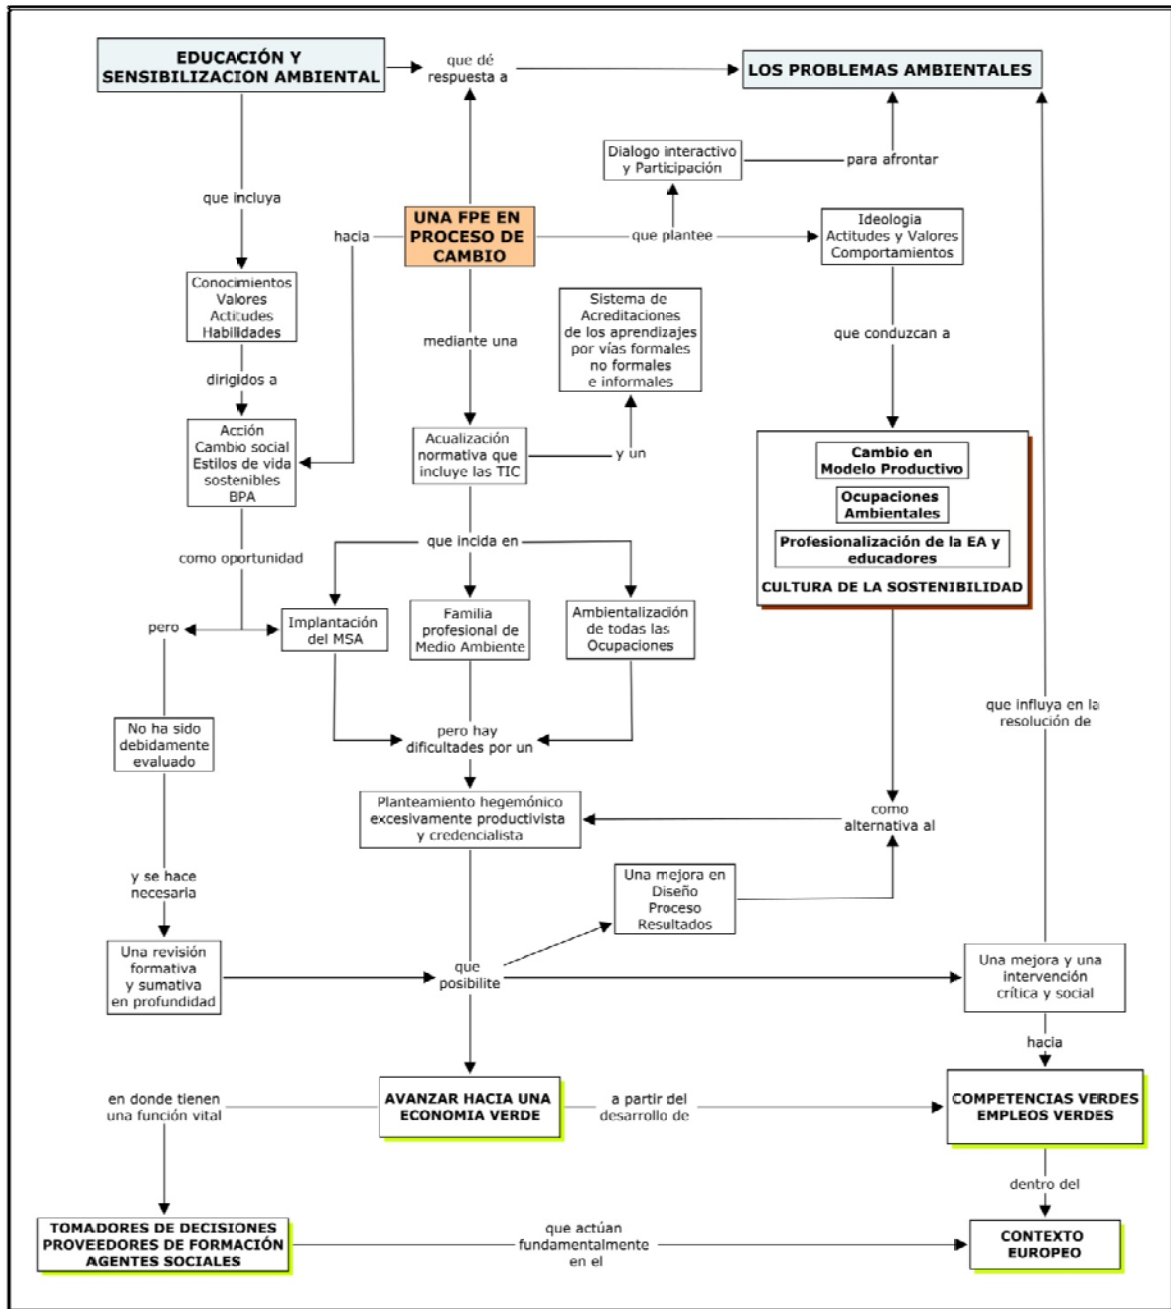 EDUCACIÓN Y
SENSIBILIZACION AMBIENTAL
que dé
respuesta a
LOS PROBLEMAS AMBIENTALES
Dialogo interactivo
y Participación
para afrontar
que incluya
UNA FPE EN
PROCESO DE
CAMBIO
hacia
que plantee
Ideologia
Actitudes y Valores
Comportamientos
Conocimientos
Valores
Actitudes
Habilidades
mediante una
Sistema de
Acreditaciones
de los aprendizajes
por vías formales
no formales
e informales
que conduzcan a
dirigidos a
Acción
Cambio social
Estilos de vida
sostenibles
BPA
Acualización
normativa que
incluye las TIC
y un
Cambio en
Modelo Productivo
Ocupaciones
Ambientales
Profesionalización de la EA y
educadores
CULTURA DE LA SOSTENIBILIDAD
como oportunidad
que incida en
pero
Implantación
del MSA
Familia
profesional de
Medio Ambiente
Ambientalización
de todas las
Ocupaciones
No ha sido
debidamente
evaluado
pero hay
dificultades por un
que influya en la
resolución de
Planteamiento hegemónico
excesivamente productivista
y credencialista
como
alternativa al
y se hace
necesaria
Una mejora en
Diseño
Proceso
Resultados
Una revisión
formativa
y sumativa
en profundidad
que
posibilite
Una mejora y una
intervención
crítica y social
hacia
en donde tienen
una función vital
AVANZAR HACIA UNA
ECONOMIA VERDE
a partir del
desarrollo de
COMPETENCIAS VERDES
EMPLEOS VERDES
dentro del
TOMADORES DE DECISIONES
PROVEEDORES DE FORMACIÓN
AGENTES SOCIALES
que actúan
fundamentalmente
en el
CONTEXTO
EUROPEO